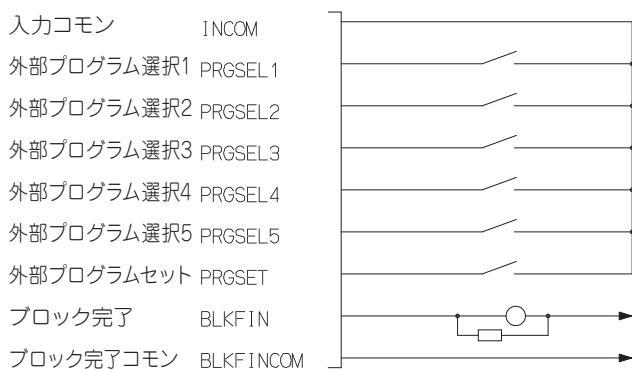 入力コモン INCOM
外部プログラム選択1 PRGSEL1
外部プログラム選択2 PRGSEL2
外部プログラム選択3 PRGSEL3
外部プログラム選択4 PRGSEL4
外部プログラム選択5 PRGSEL5
外部プログラムセット PRGSET
ブロック完了 BLKFIN
ブロック完了コモン BLKFINCOM